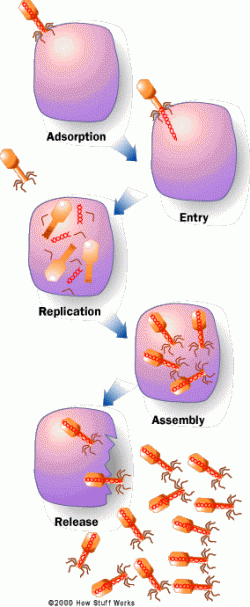 Adsorption
Entry
Replication
Assembly
Release
©2000 How Stuff Works